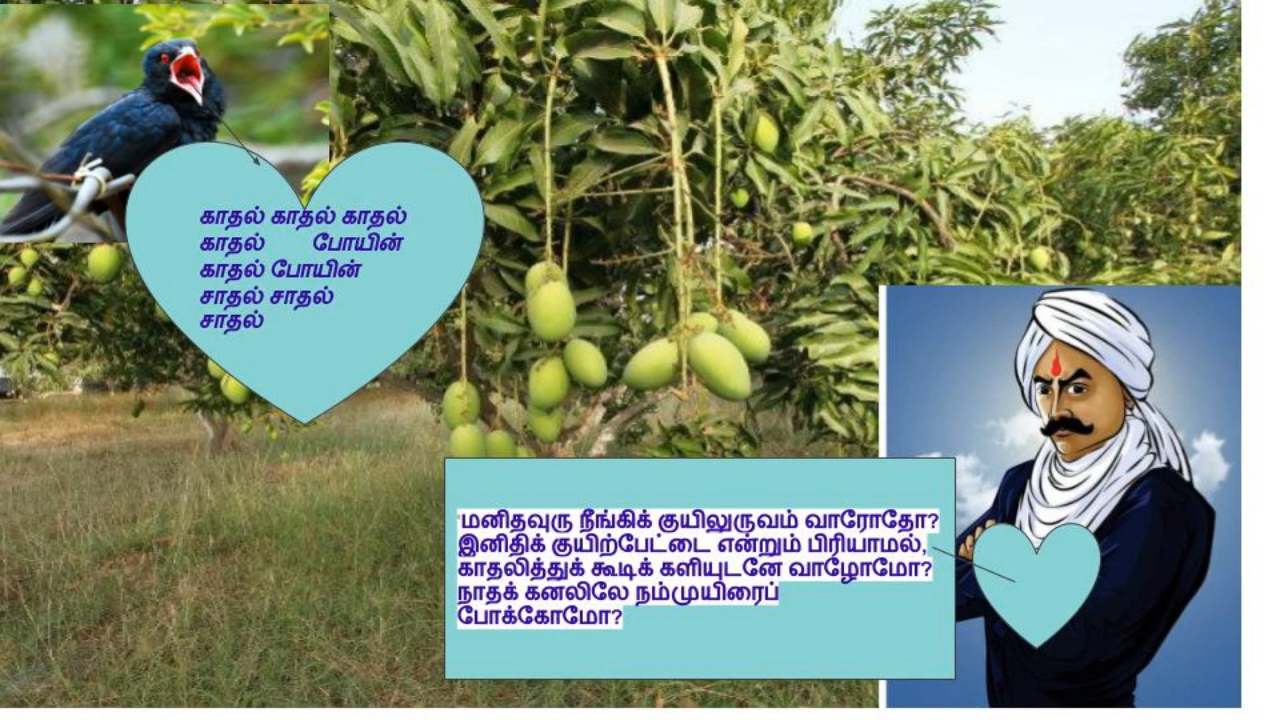 காதல் காதல் காதல்
காதல் போயின்
காதல் போயின்
சாதல் சாதல்
சாதல்
'மனிதவுரு நீங்கிக் குயிலுருவம் வாரோதோ?
இனிதிக் குயிற்பேட்டை என்றும் பிரியாமல்,
காதலித்துக் கூடிக் களியுடனே வாழோமோ?
நாதக் கனலிலே நம்முயிரைப்
போக்கோமோ?